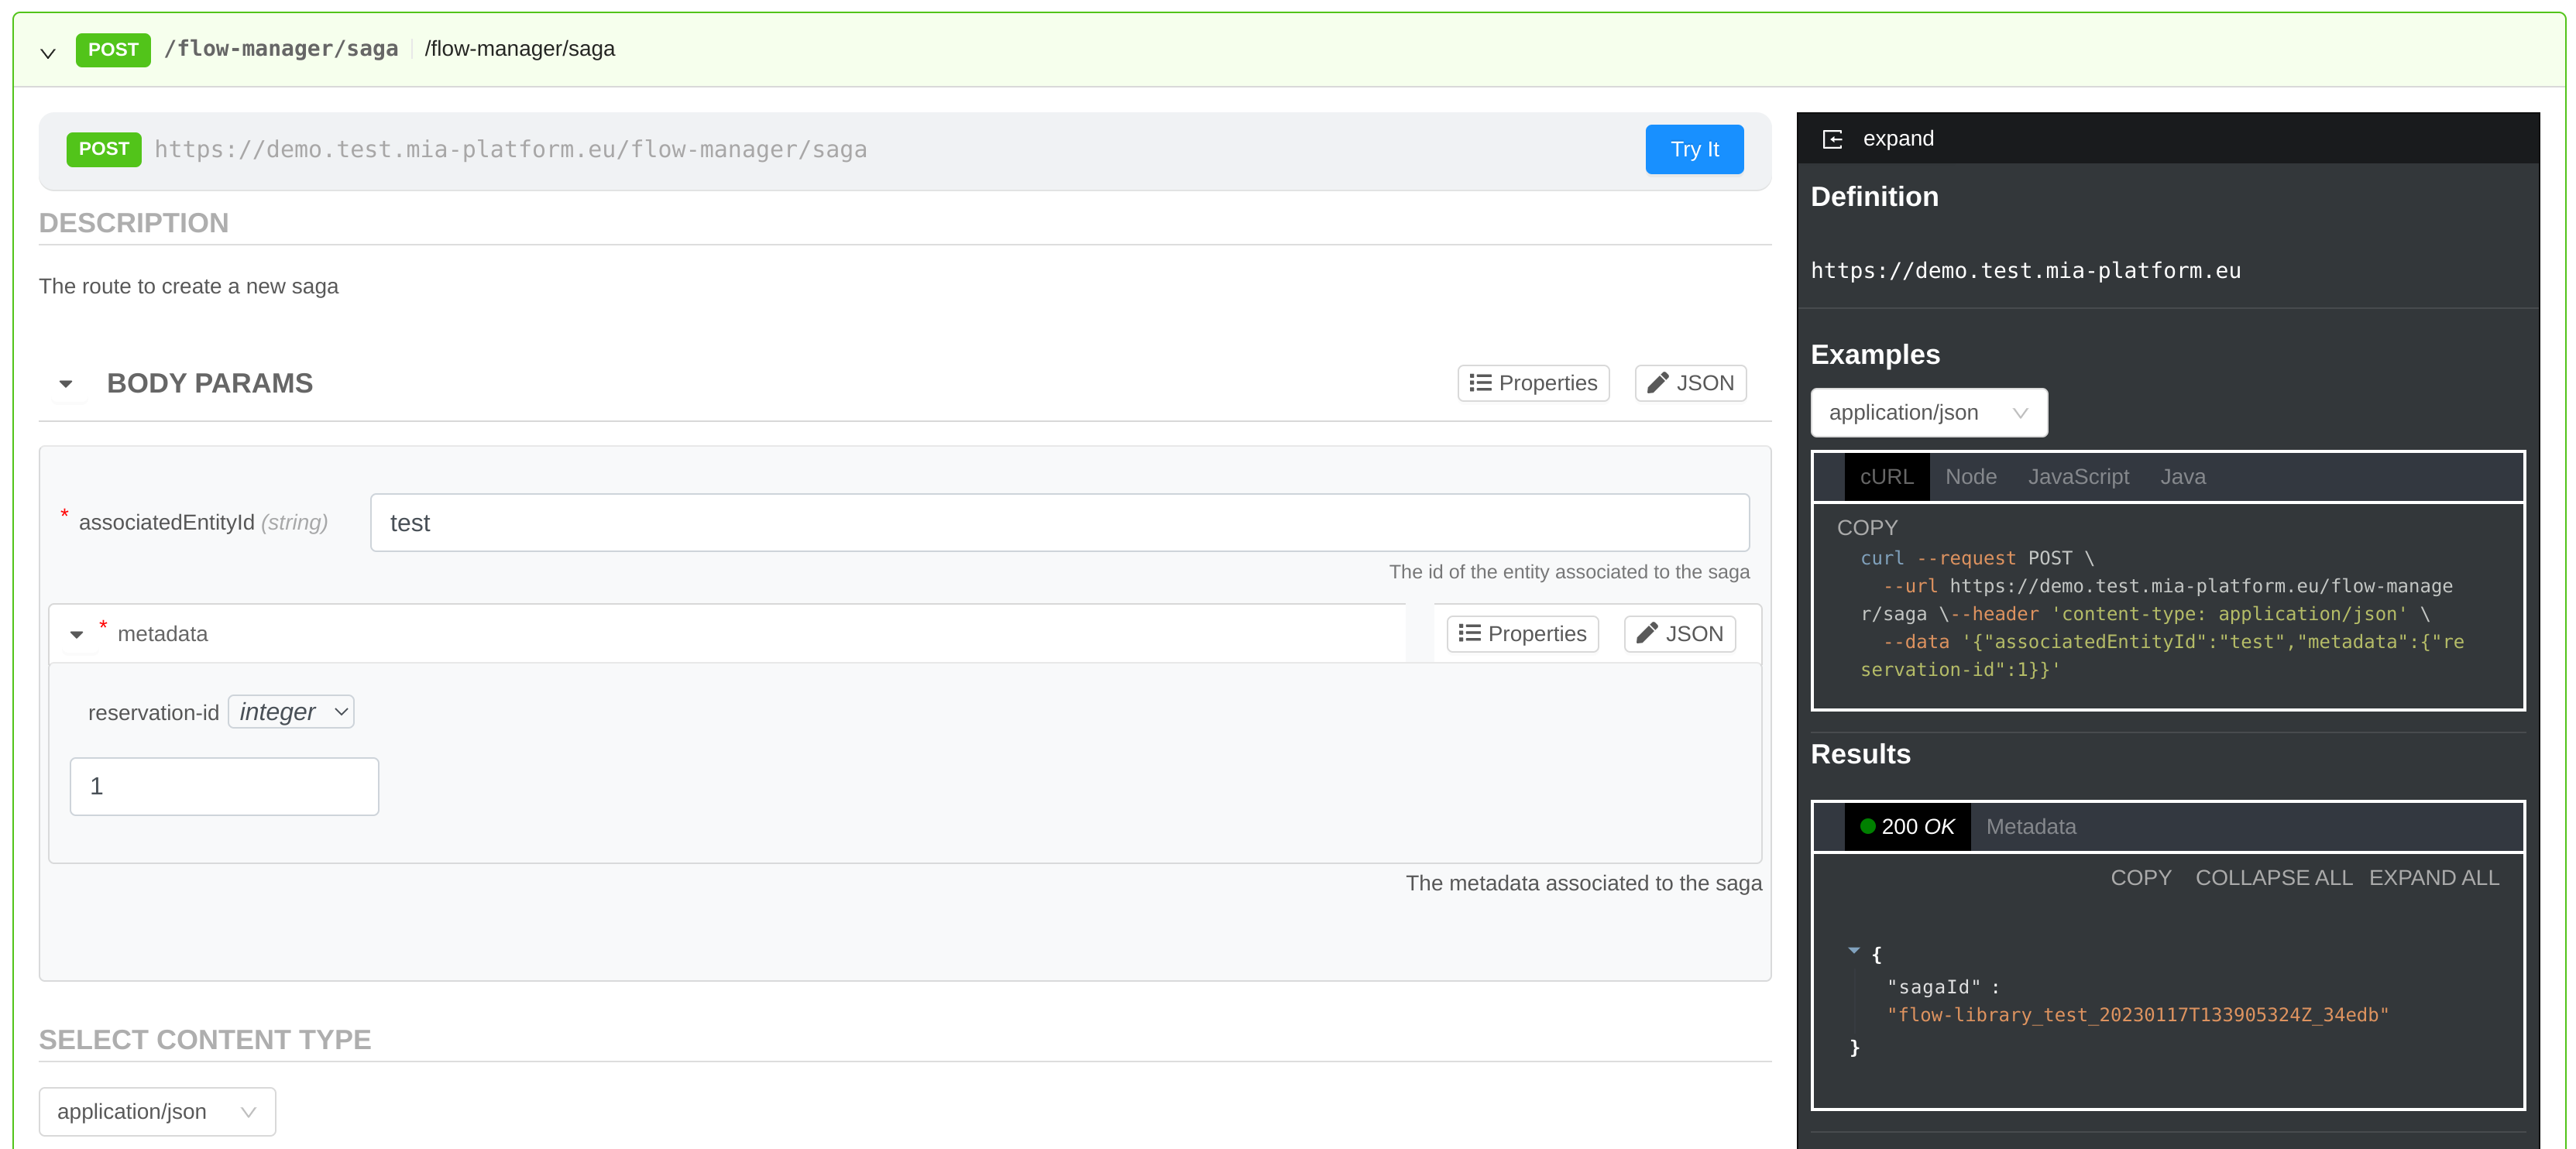 POST /flow-manager/saga /flow-manager/saga
POST https://demo.test.mia-platform.eu/flow-manager/saga Try It
DESCRIPTION
The route to create a new saga
BODY PARAMS Properties JSON
* associatedEntityId (string) test
The id of the entity associated to the saga
* metadata Properties JSON
reservation-id integer
1
The metadata associated to the saga
SELECT CONTENT TYPE
application/json
expand
Definition
https://demo.test.mia-platform.eu
Examples
application/json
cURL Node JavaScript Java
COPY
curl --request POST \
--url https://demo.test.mia-platform.eu/flow-manage
r/saga \--header 'content-type: application/json' \
--data '{"associatedEntityId":"test","metadata":{"re
servation-id":1}}'
Results
200 OK Metadata
COPY COLLAPSE ALL EXPAND ALL
{
"sagaId" :
"flow-library_test_20230117T133905324Z_34edb"
}